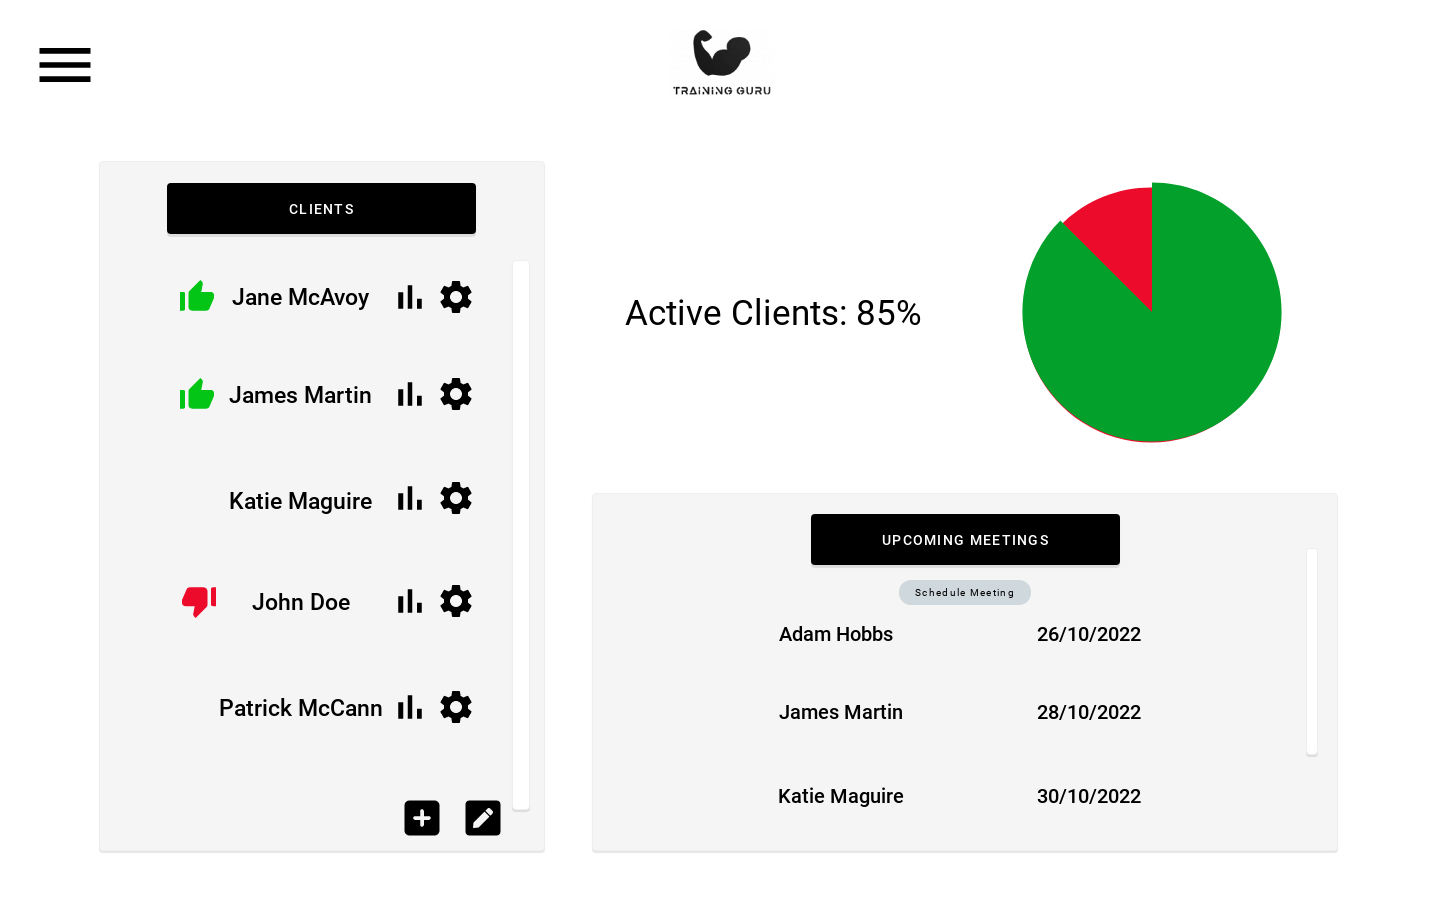 TRAINING GURU
CLIENTS
Jane McAvoy
James Martin
Katie Maguire
John Doe
Patrick McCann
Active Clients: 85%
UPCOMING MEETINGS
Schedule Meeting
Adam Hobbs 26/10/2022
James Martin 28/10/2022
Katie Maguire 30/10/2022